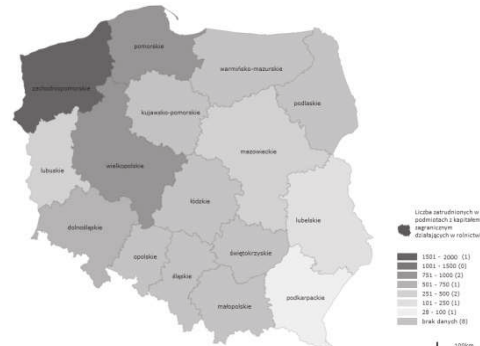 pomorskie
warmińsko-mazurskie
zachodniopomorskie
podlaskie
kujawsko-pomorskie
mazowieckie
lubuskie
wielkopolskie
łódzkie
lubelskie
dolnośląskie
opolskie
śląskie
świętokrzyskie
małopolskie
podkarpackie
Liczba zatrudnionych w
podmiotach z kapitałem
zagranicznym
działających w rolnictwie
1501 - 2000 (1)
1001 - 1500 (0)
751 - 1000 (2)
501 - 750 (1)
251 - 500 (2)
101 - 250 (1)
28 - 100 (1)
brak danych (8)
100km